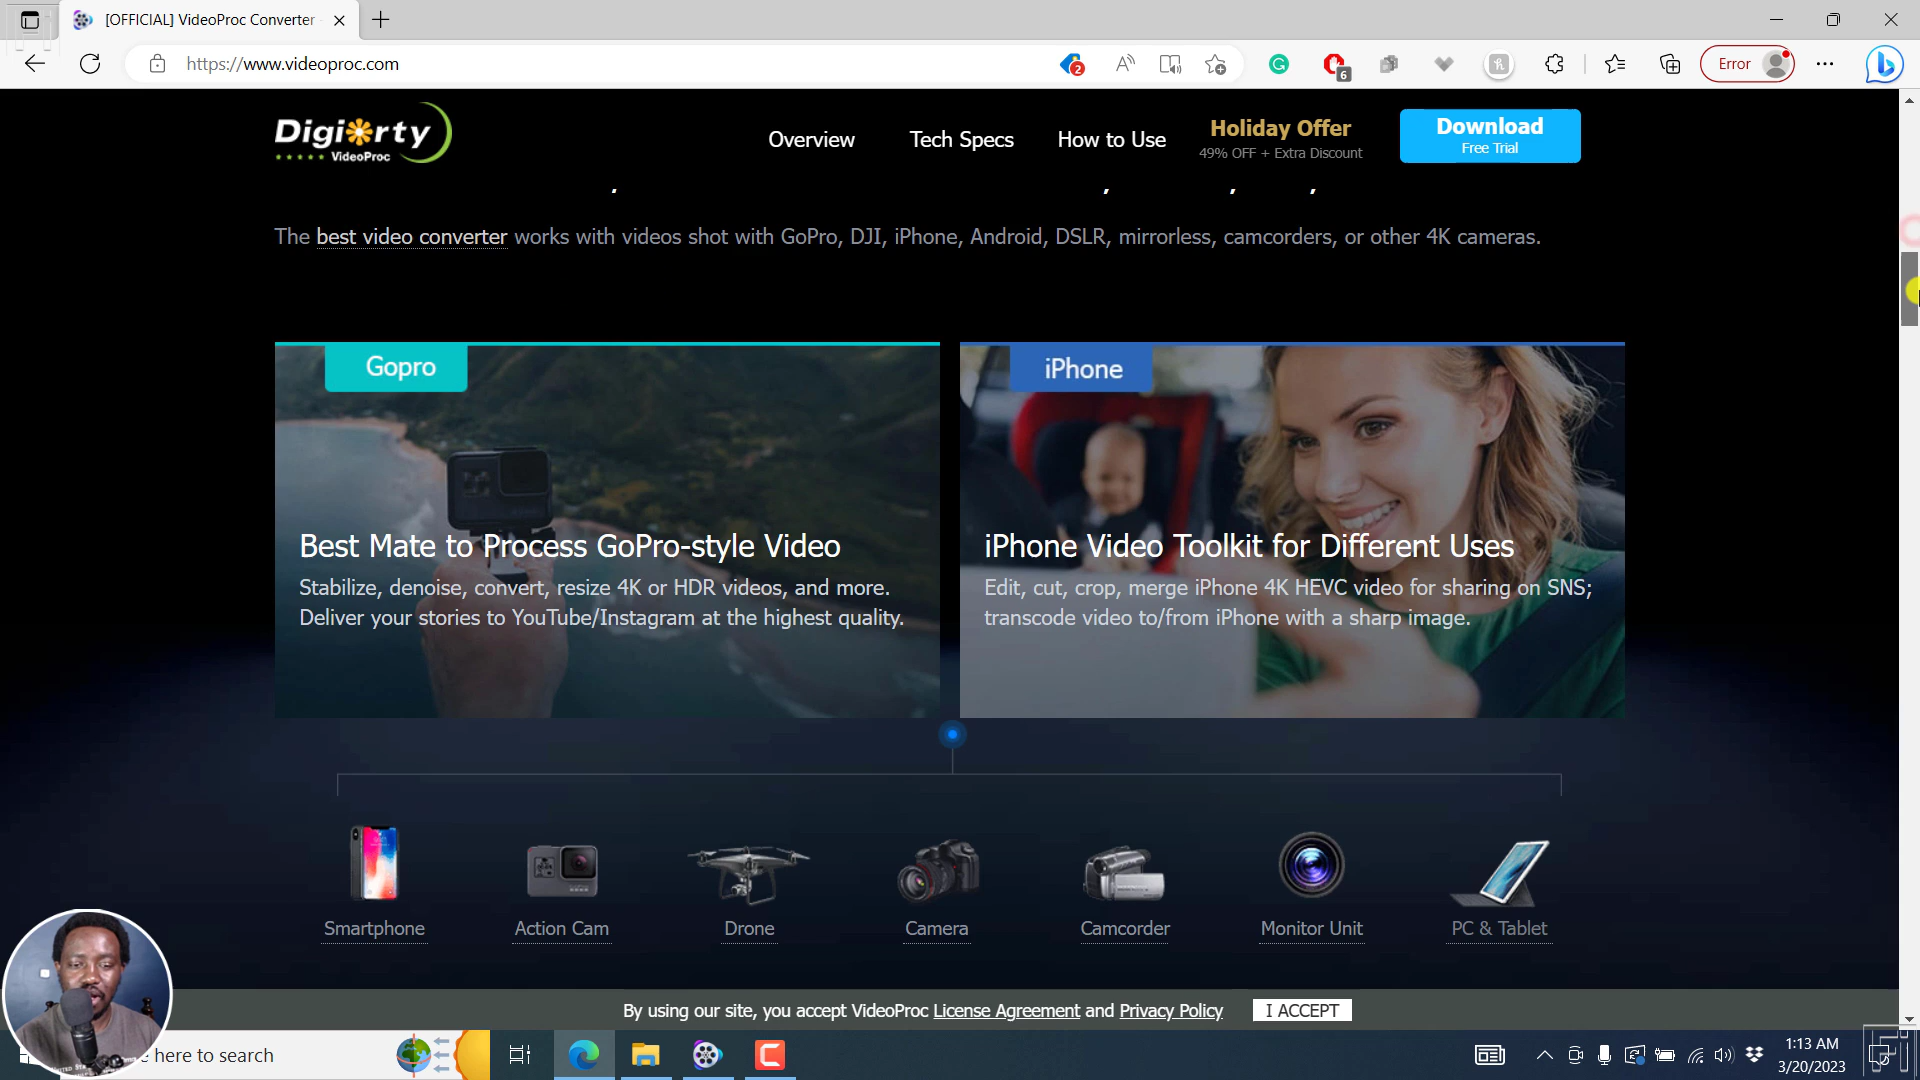 [OFFICIAL] VideoProc Converter
https://www.videoproc.com
2
6
Error
Digiarty
VideoProc
Overview
Tech Specs
How to Use
Holiday Offer
49% OFF + Extra Discount
Download
Free Trial
The best video converter works with videos shot with GoPro, DJI, iPhone, Android, DSLR, mirrorless, camcorders, or other 4K cameras.
Gopro
Best Mate to Process GoPro-style Video
Stabilize, denoise, convert, resize 4K or HDR videos, and more.
Deliver your stories to YouTube/Instagram at the highest quality.
iPhone
iPhone Video Toolkit for Different Uses
Edit, cut, crop, merge iPhone 4K HEVC video for sharing on SNS;
transcode video to/from iPhone with a sharp image.
Smartphone
Action Cam
Drone
Camera
Camcorder
Monitor Unit
PC & Tablet
By using our site, you accept VideoProc License Agreement and Privacy Policy
I ACCEPT
here to search
1:13 AM
3/20/2023